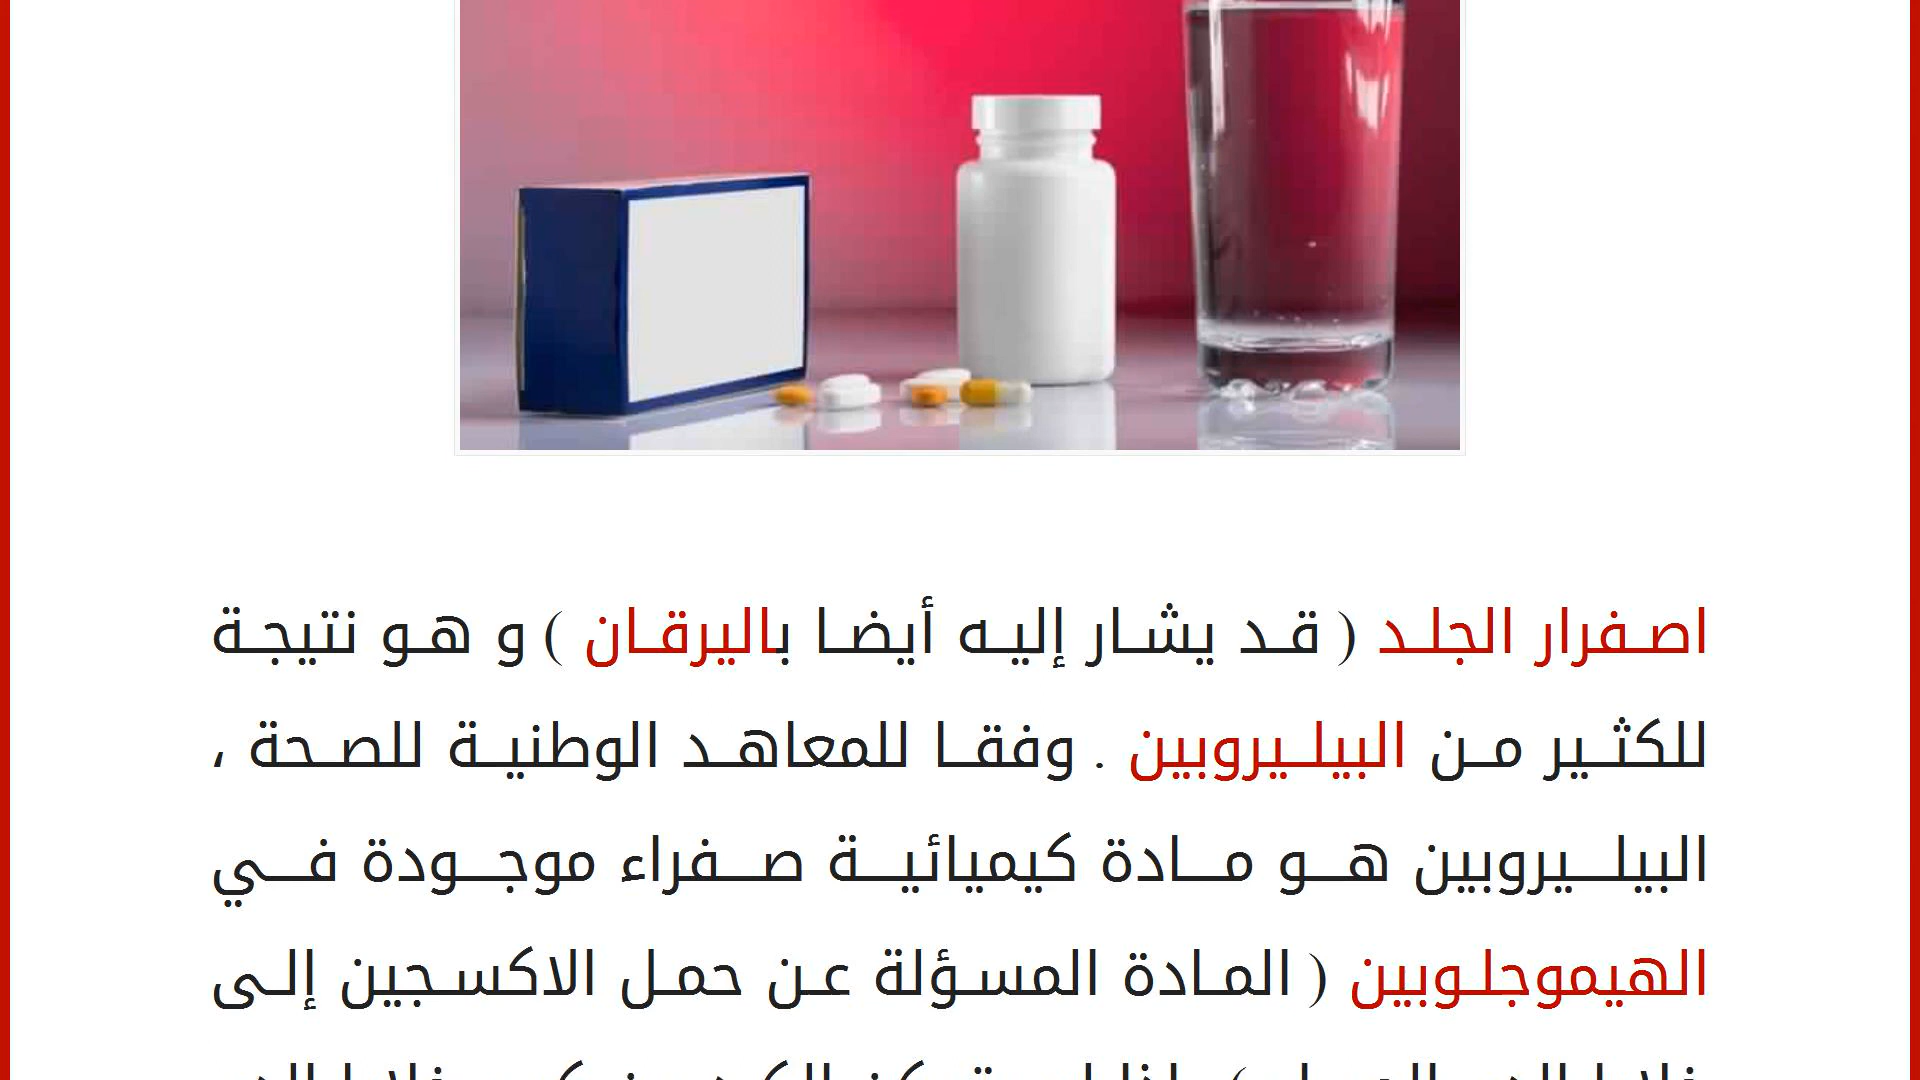 اصفرار الجلد ( قد يشار إليه أيضا باليرقان ) و هو نتيجة
للكثير من البيليروبين . وفقا للمعاهد الوطنية للصحة ،
البيليروبين هو مادة كيميائية صفراء موجودة في
الهيموجلوبين ( المادة المسؤلة عن حمل الاكسجين إلى